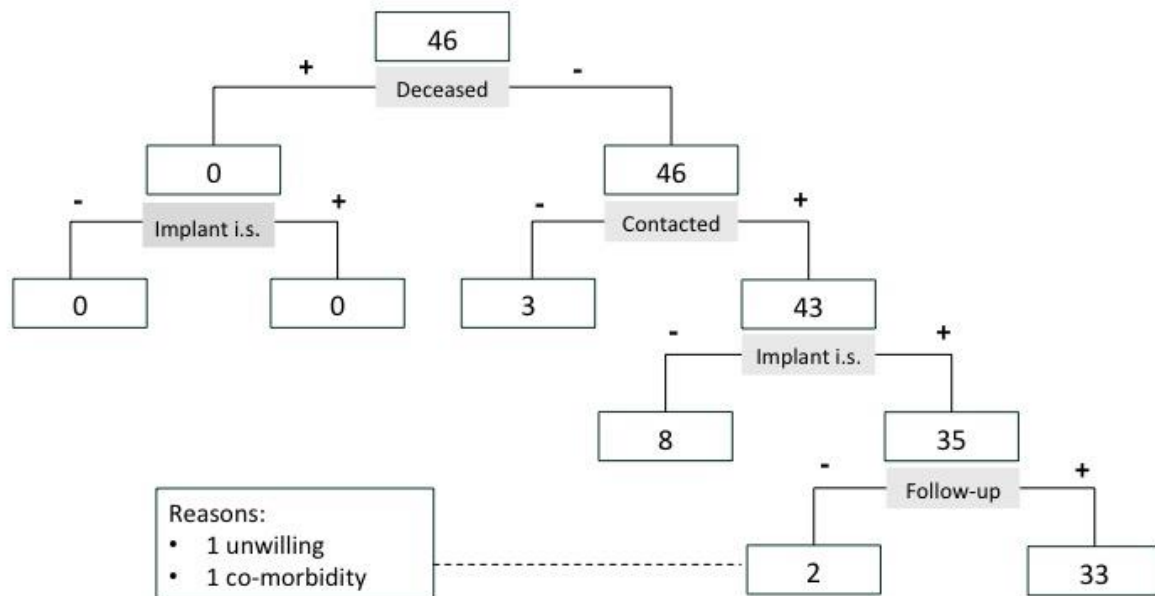 46
+
-
Deceased
0
46
-
+
-
+
Implant i.s.
Contacted
0
0
3
43
-
+
Implant i.s.
8
35
-
+
Follow-up
Reasons:
• 1 unwilling
• 1 co-morbidity
2
33